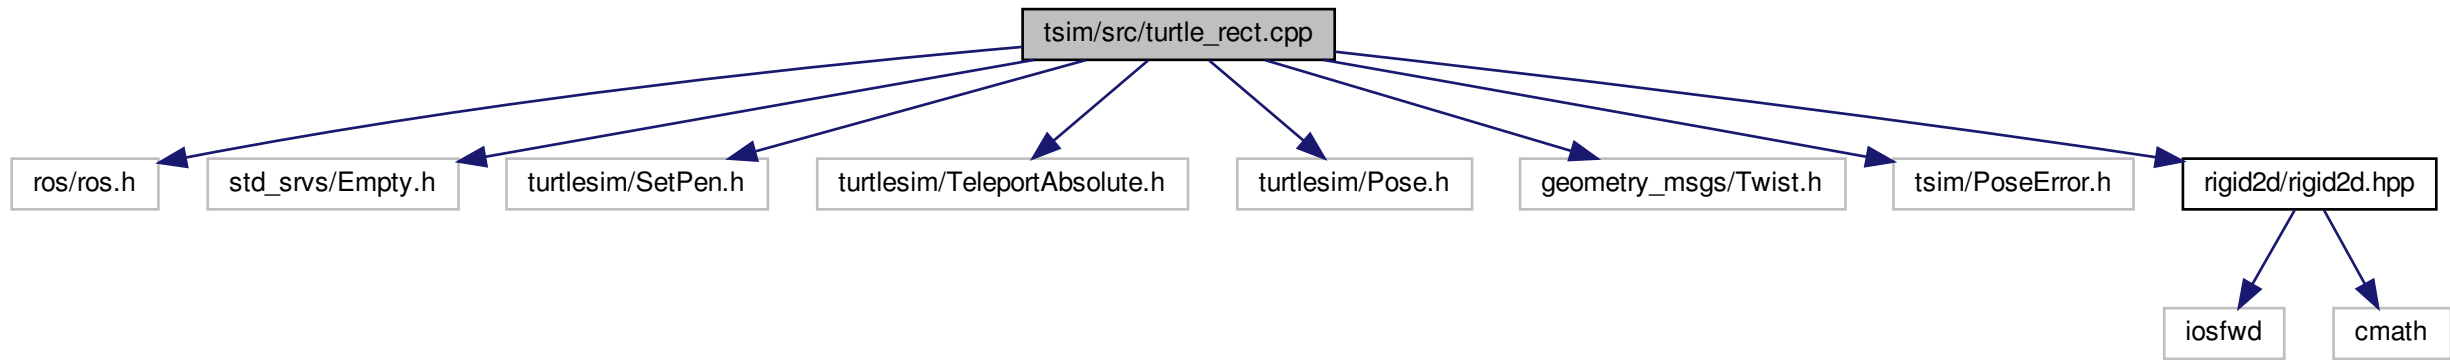 tsim/src/turtle_rect.cpp
ros/ros.h
std_srvs/Empty.h
turtlesim/SetPen.h
turtlesim/TeleportAbsolute.h
turtlesim/Pose.h
geometry_msgs/Twist.h
tsim/PoseError.h
rigid2d/rigid2d.hpp
iosfwd
cmath